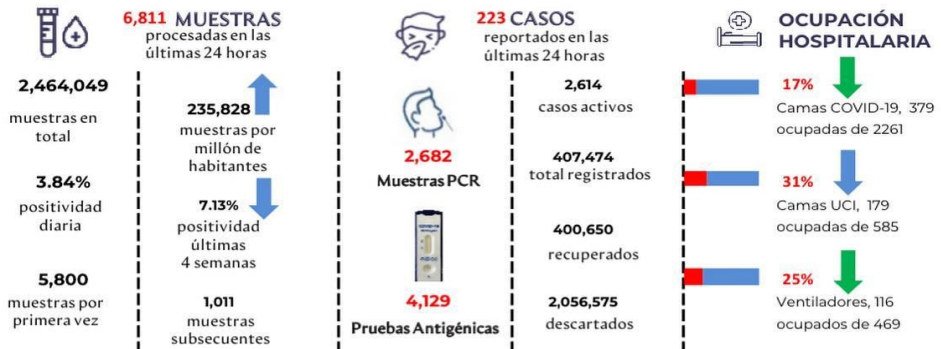 6,811 MUESTRAS
procesadas en las
últimas 24 horas
2,464,049
muestras en
total
3.84%
positividad
diaria
5,800
muestras por
primera vez
235,828
muestras por
millón de
habitantes
7.13%
positividad
últimas
4 semanas
1,011
muestras
subsecuentes
223 CASOS
reportados en las
últimas 24 horas
2,682
Muestras PCR
4,129
Pruebas Antigénicas
2,614
casos activos
407,474
total registrados
400,650
recuperados
2,056,575
descartados
OCUPACIÓN
HOSPITALARIA
17%
Camas COVID-19, 379
ocupadas de 2261
31%
Camas UCI, 179
ocupadas de 585
25%
Ventiladores, 116
ocupados de 469